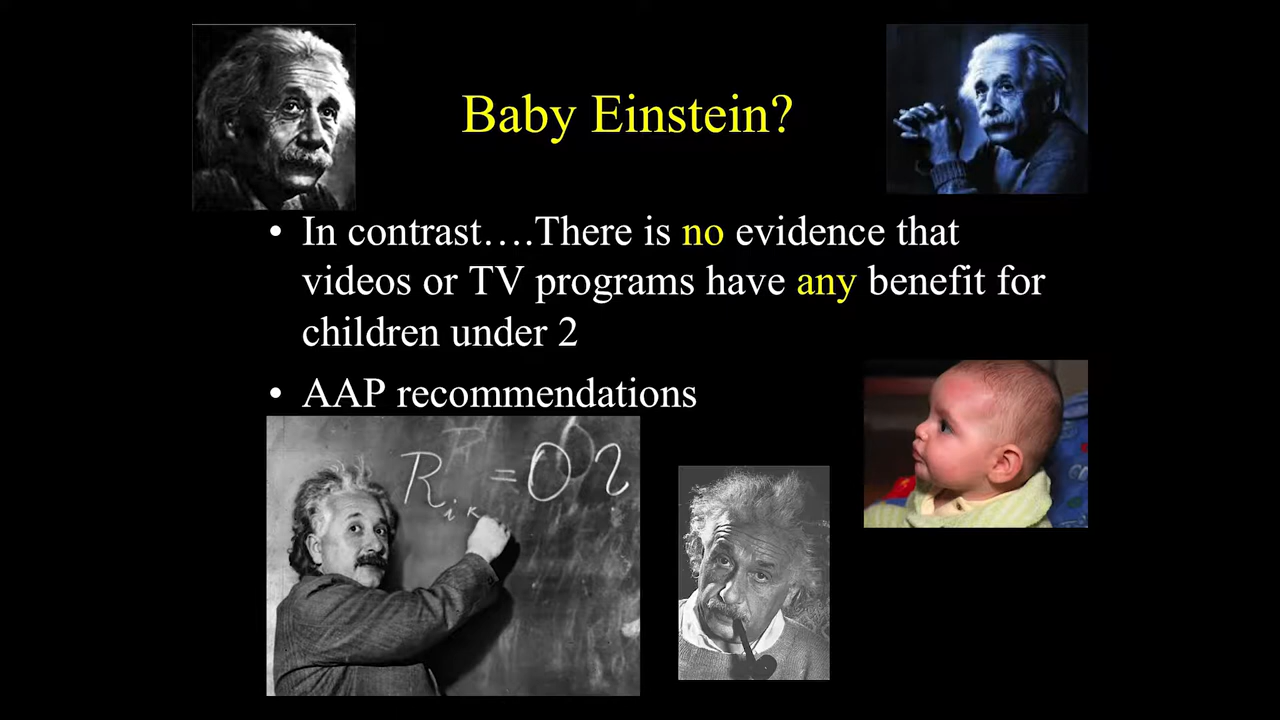 Baby Einstein?
• In contrast….There is no evidence that
videos or TV programs have any benefit for
children under 2
• AAP recommendations
R i κ = 0 ?